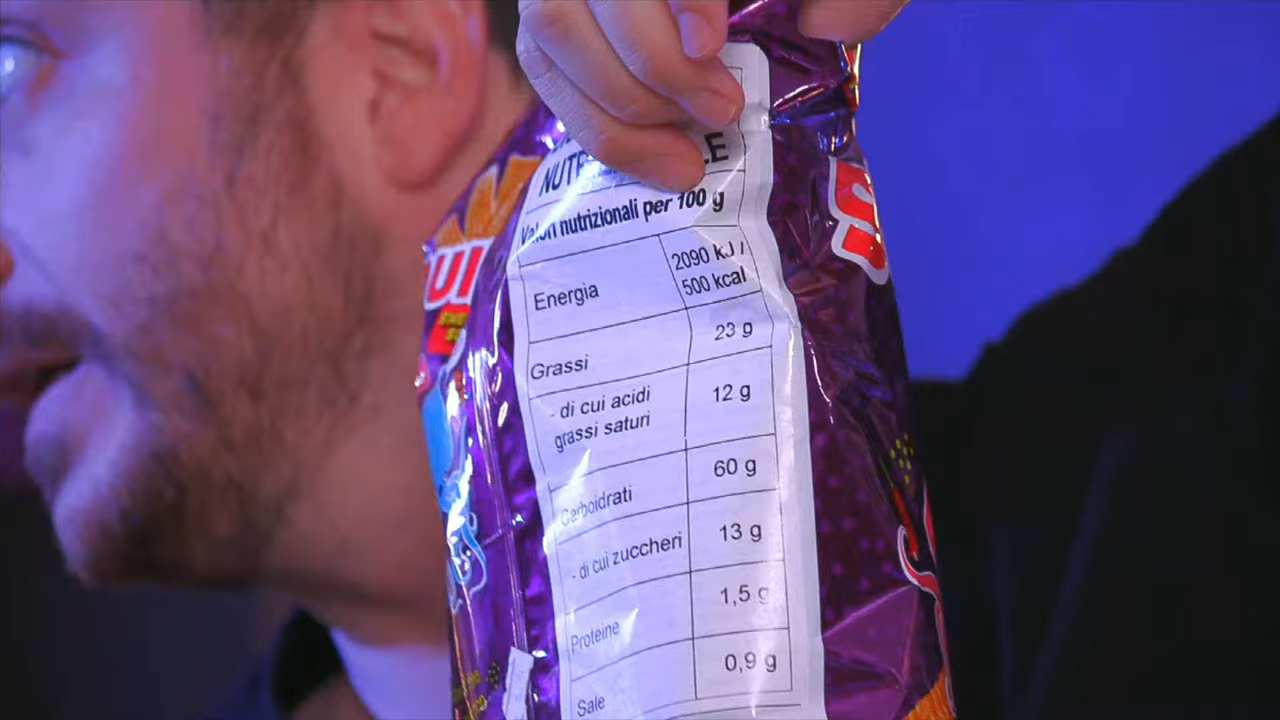 Valori nutrizionali per 100 g
Energia
2090 kJ /
500 kcal
Grassi
23 g
- di cui acidi
grassi saturi
12 g
Carboidrati
60 g
- di cui zuccheri
13 g
Proteine
1,5 g
Sale
0,9 g